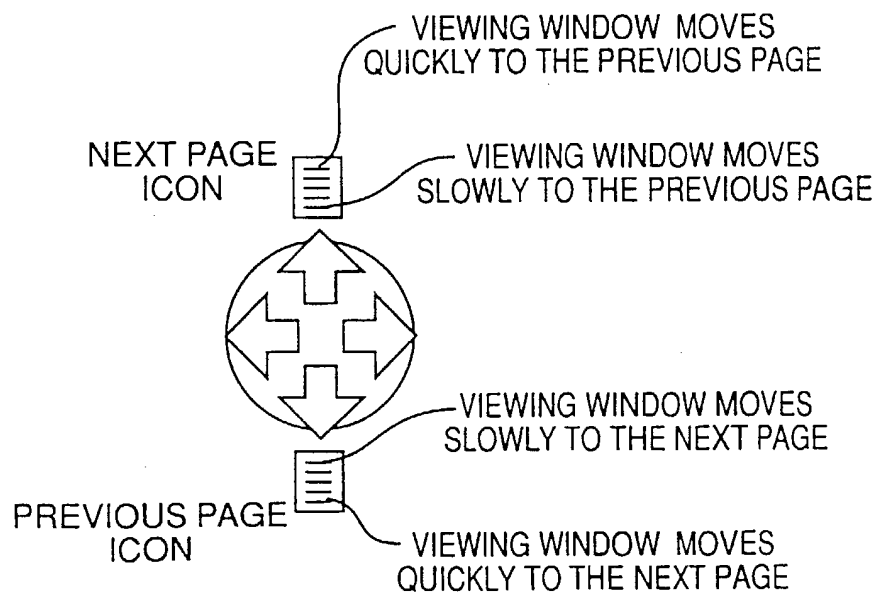 VIEWING WINDOW MOVES
QUICKLY TO THE PREVIOUS PAGE
NEXT PAGE
ICON
VIEWING WINDOW MOVES
SLOWLY TO THE PREVIOUS PAGE
VIEWING WINDOW MOVES
SLOWLY TO THE NEXT PAGE
PREVIOUS PAGE
ICON
VIEWING WINDOW MOVES
QUICKLY TO THE NEXT PAGE